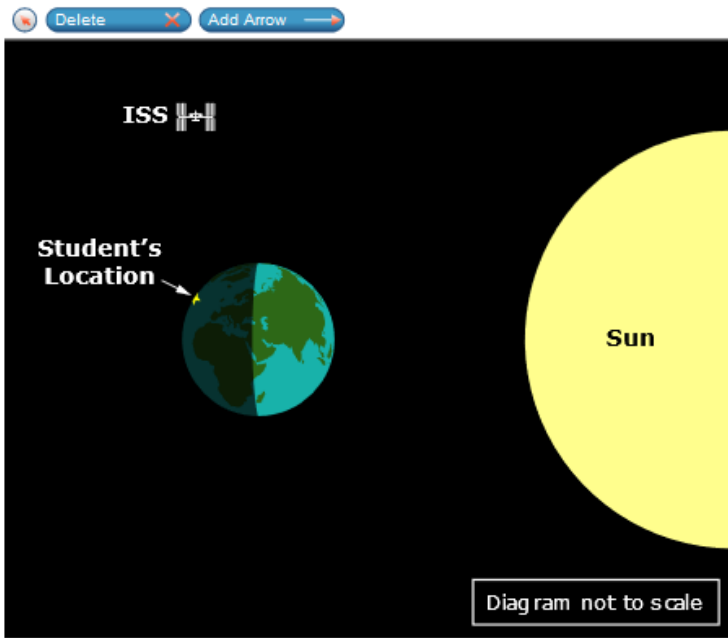 Delete
Add Arrow
ISS
Student's
Location
Sun
Diagram not to scale